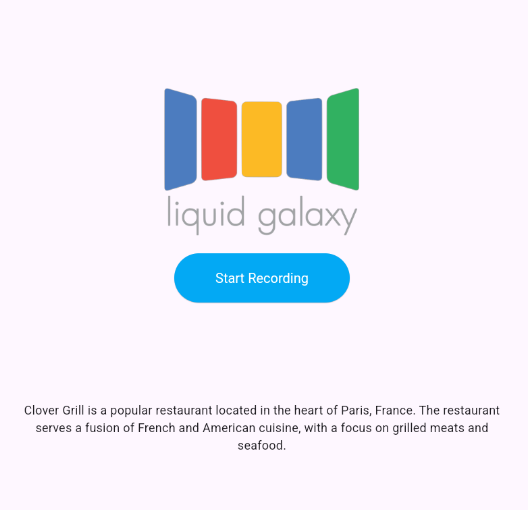 liquid galaxy
Start Recording
Clover Grill is a popular restaurant located in the heart of Paris, France. The restaurant
serves a fusion of French and American cuisine, with a focus on grilled meats and
seafood.